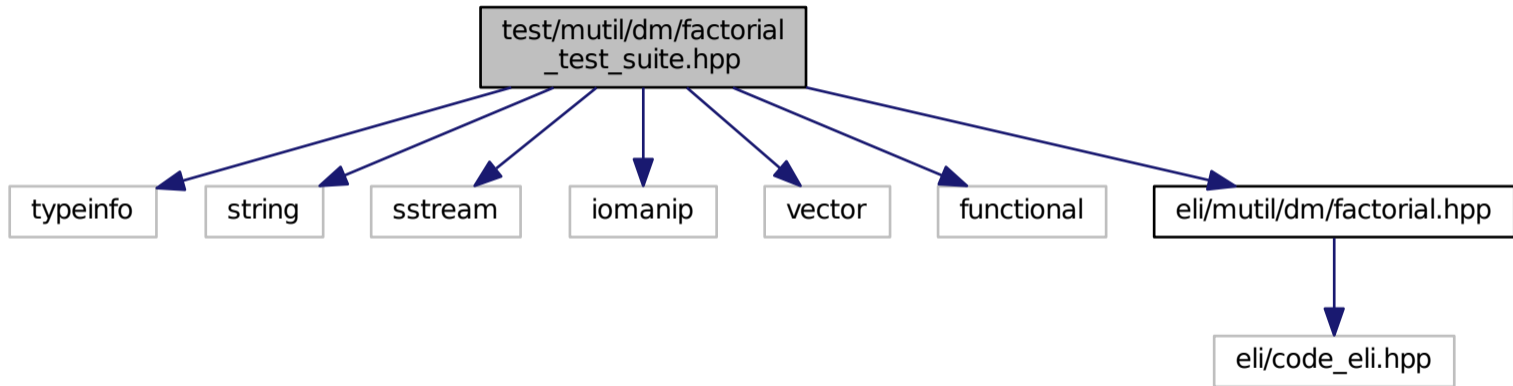 test/mutil/dm/factorial
_test_suite.hpp
typeinfo
string
sstream
iomanip
vector
functional
eli/mutil/dm/factorial.hpp
eli/code_eli.hpp